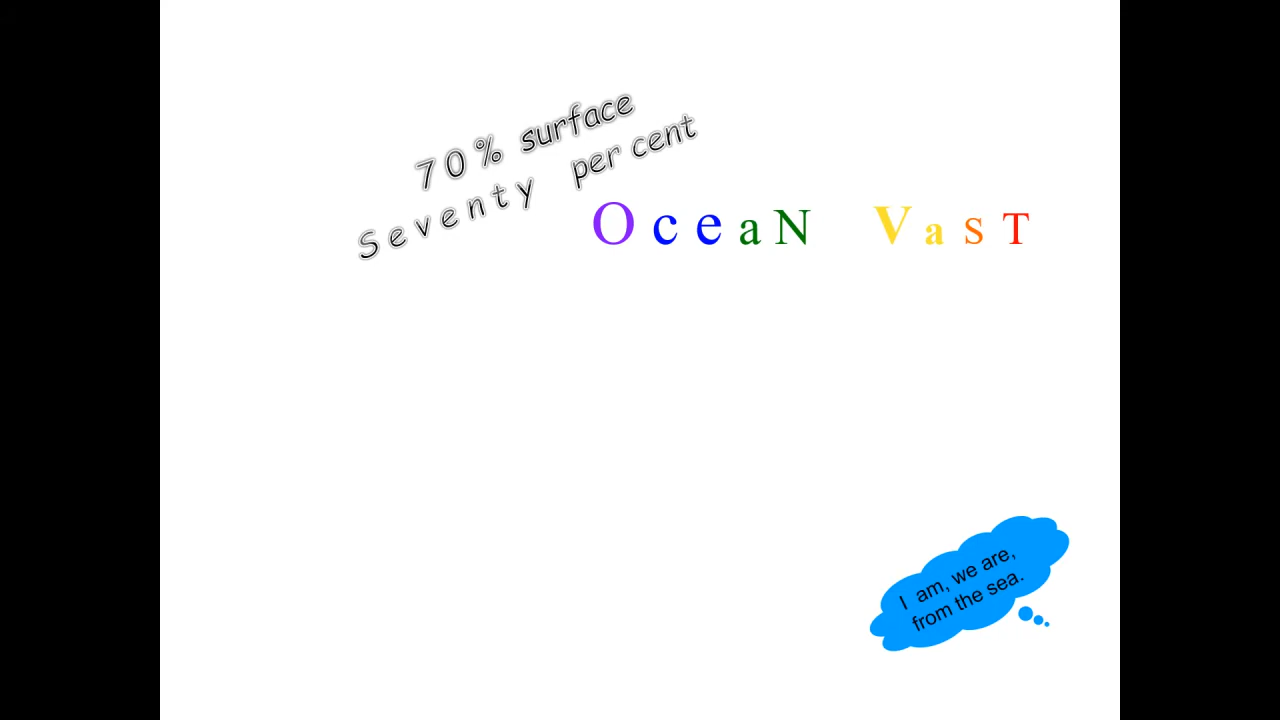 70% surface
Seventy per cent
OceaN VasT
I am, we are,
from the sea.